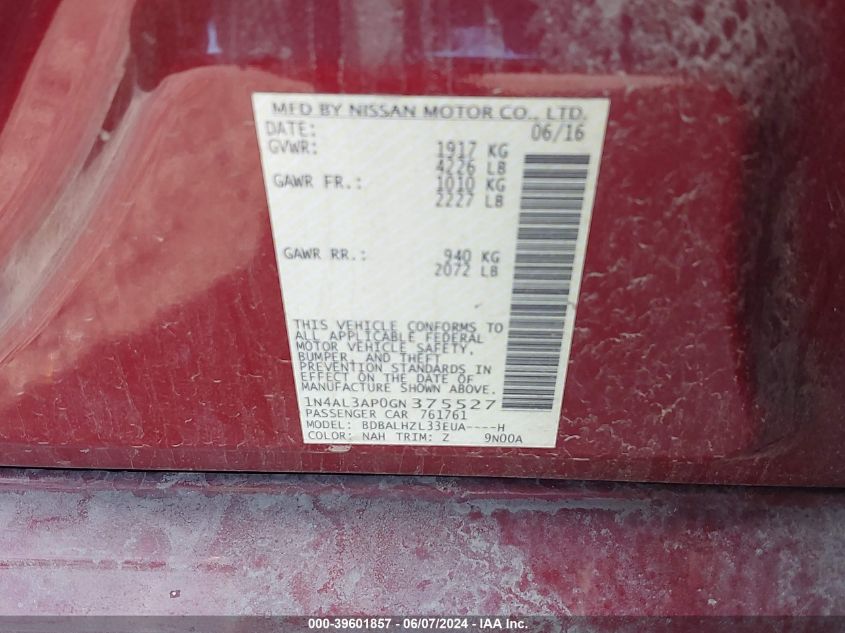 MFD BY NISSAN MOTOR CO., LTD.
DATE: 06/16
GVWR: 1917 KG
4226 LB
GAWR FR.: 1010 KG
2227 LB
GAWR RR.: 940 KG
2072 LB
THIS VEHICLE CONFORMS TO
ALL APPLICABLE FEDERAL
MOTOR VEHICLE SAFETY,
BUMPER, AND THEFT
PREVENTION STANDARDS IN
EFFECT ON THE DATE OF
MANUFACTURE SHOWN ABOVE.
1N4AL3AP0GN375527
PASSENGER CAR 761761
MODEL: BDBALHZL33EUA----H
COLOR: NAH TRIM: Z 9N00A
000-39601857 - 06/07/2024 - IAA Inc.